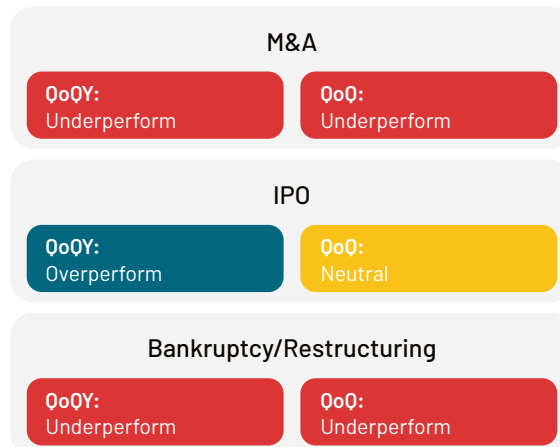 M&A
QoQY:
Underperform
QoQ:
Underperform
IPO
QoQY:
Overperform
QoQ:
Neutral
Bankruptcy/Restructuring
QoQY:
Underperform
QoQ:
Underperform